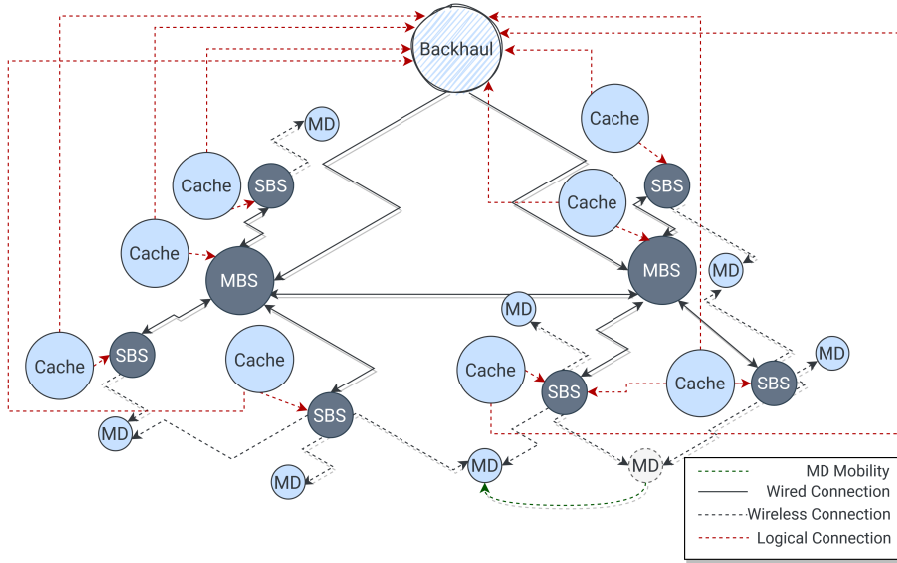 Backhaul
MD
Cache
Cache
SBS
SBS
Cache
Cache
MBS
MBS
MD
MD
SBS
Cache
Cache
MD
Cache
SBS
Cache
SBS
SBS
MD
MD
MD
MD
MD Mobility
Wired Connection
Wireless Connection
Logical Connection